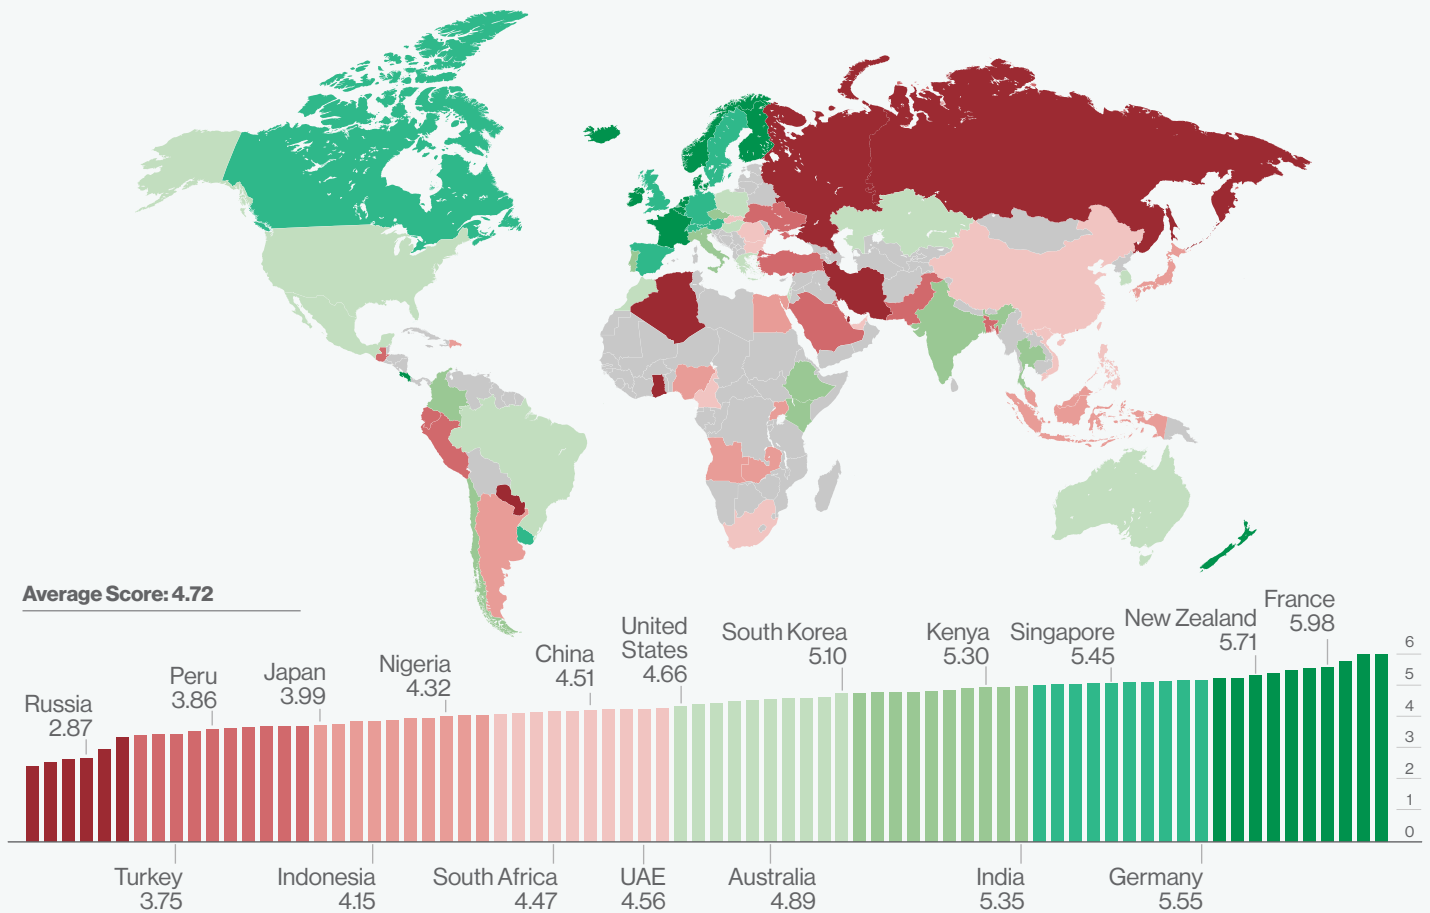 Average Score: 4.72
Russia
2.87
Peru
3.86
Japan
3.99
Nigeria
4.32
China
4.51
United
States
4.66
South Korea
5.10
Kenya
5.30
Singapore
5.45
New Zealand
5.71
France
5.98
6
5
4
3
2
1
0
Turkey
3.75
Indonesia
4.15
South Africa
4.47
UAE
4.56
Australia
4.89
India
5.35
Germany
5.55